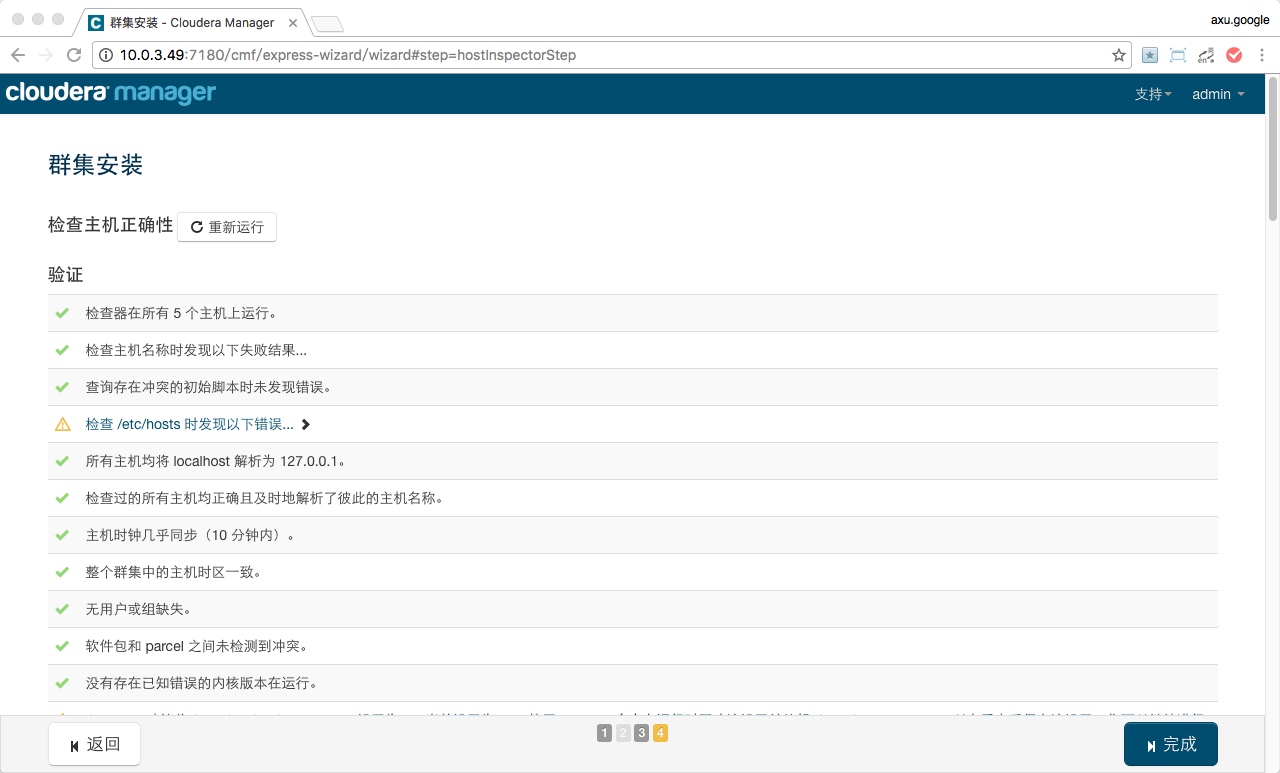 群集安装 - Cloudera Manager
axu.google
10.0.3.49:7180/cmf/express-wizard/wizard#step=hostInspectorStep
cloudera manager
支持 admin
群集安装
检查主机正确性 重新运行
验证
检查器在所有 5 个主机上运行。
检查主机名称时发现以下失败结果...
查询存在冲突的初始脚本时未发现错误。
检查 /etc/hosts 时发现以下错误...
所有主机均将 localhost 解析为 127.0.0.1。
检查过的所有主机均正确且及时地解析了彼此的主机名称。
主机时钟几乎同步（10 分钟内）。
整个群集中的主机时区一致。
无用户或组缺失。
软件包和 parcel 之间未检测到冲突。
没有存在已知错误的内核版本在运行。
返回 1 2 3 4 完成